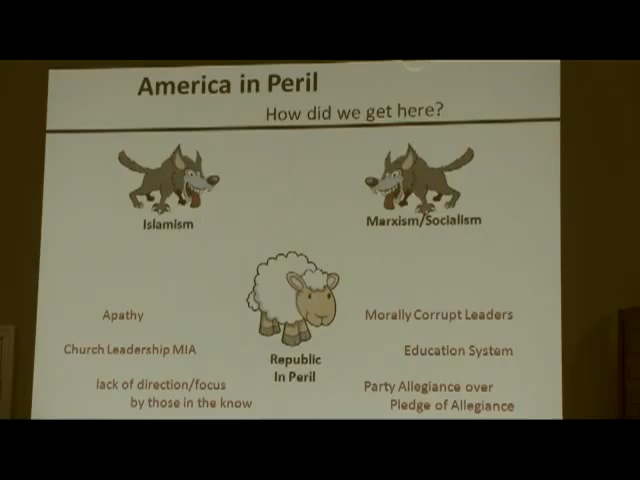 America in Peril
How did we get here?
Islamism
Marxism/Socialism
Apathy
Church Leadership MIA
lack of direction/focus
by those in the know
Republic
In Peril
Morally Corrupt Leaders
Education System
Party Allegiance over
Pledge of Allegiance